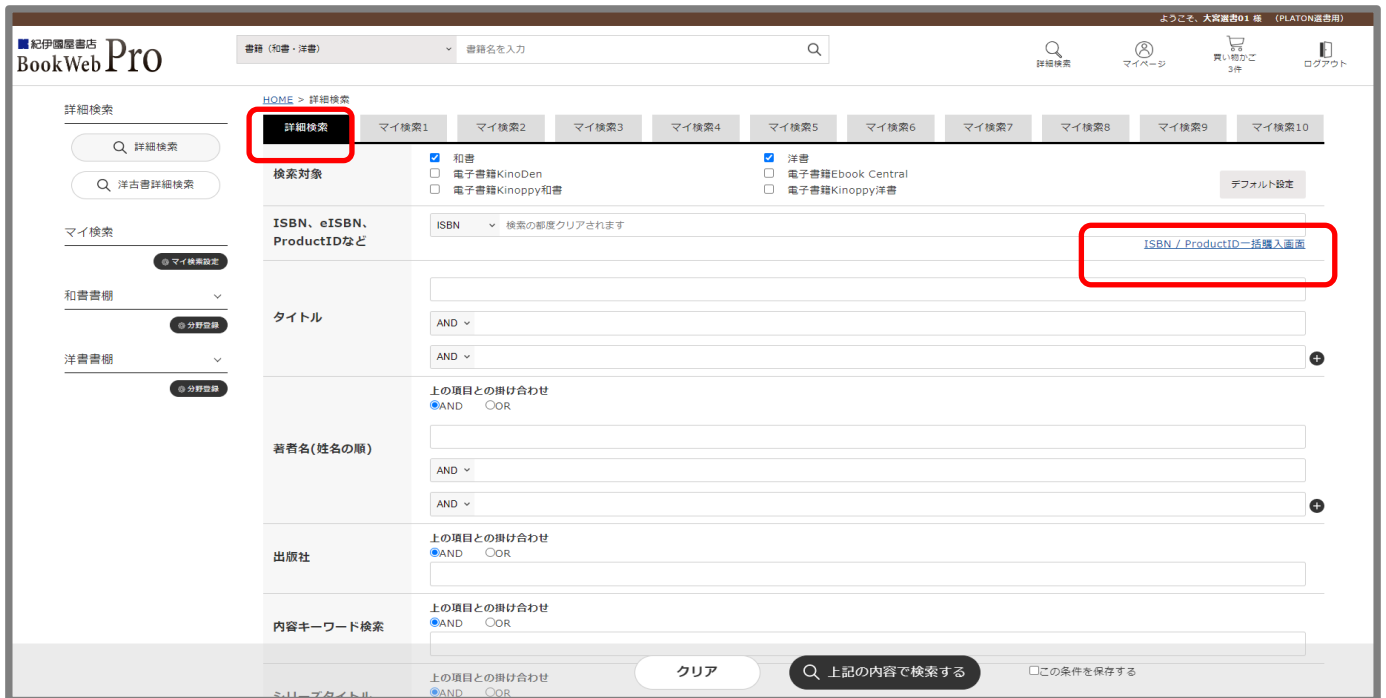 ようこそ、大宮選書01 様 (PLATON選書用)
紀伊國屋書店
BookWeb Pro
書籍(和書・洋書)
書籍名を入力
詳細検索
マイページ
買い物かご
3件
ログアウト
詳細検索
詳細検索
洋古書詳細検索
マイ検索
マイ検索設定
和書書棚
分野登録
洋書書棚
分野登録
HOME > 詳細検索
詳細検索 マイ検索1 マイ検索2 マイ検索3 マイ検索4 マイ検索5 マイ検索6 マイ検索7 マイ検索8 マイ検索9 マイ検索10
検索対象
和書 洋書
電子書籍KinoDen 電子書籍Ebook Central
電子書籍Kinoppy和書 電子書籍Kinoppy洋書
デフォルト設定
ISBN、eISBN、
ProductIDなど
ISBN 検索の都度クリアされます
ISBN / ProductID一括購入画面
タイトル
AND
AND
著者名(姓名の順)
上の項目との掛け合わせ
AND OR
AND
AND
出版社
上の項目との掛け合わせ
AND OR
内容キーワード検索
上の項目との掛け合わせ
AND OR
シリーズタイトル
上の項目との掛け合わせ
AND OR
クリア
上記の内容で検索する
この条件を保存する